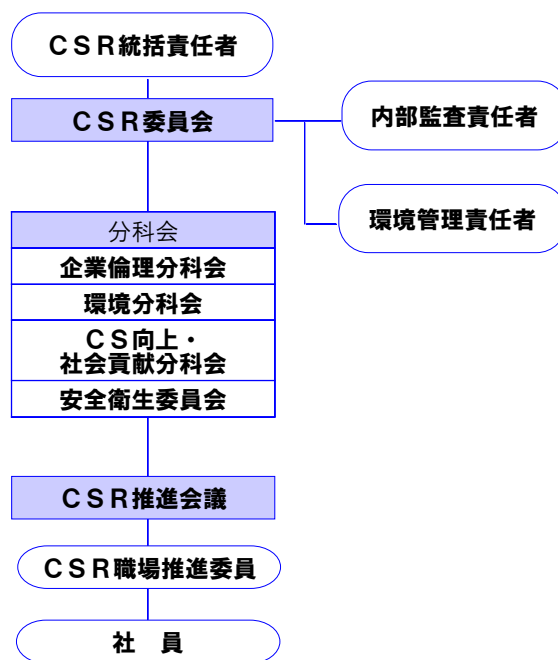 CSR統括責任者
CSR委員会
内部監査責任者
環境管理責任者
分科会
企業倫理分科会
環境分科会
CS向上・
社会貢献分科会
安全衛生委員会
CSR推進会議
CSR職場推進委員
社 員